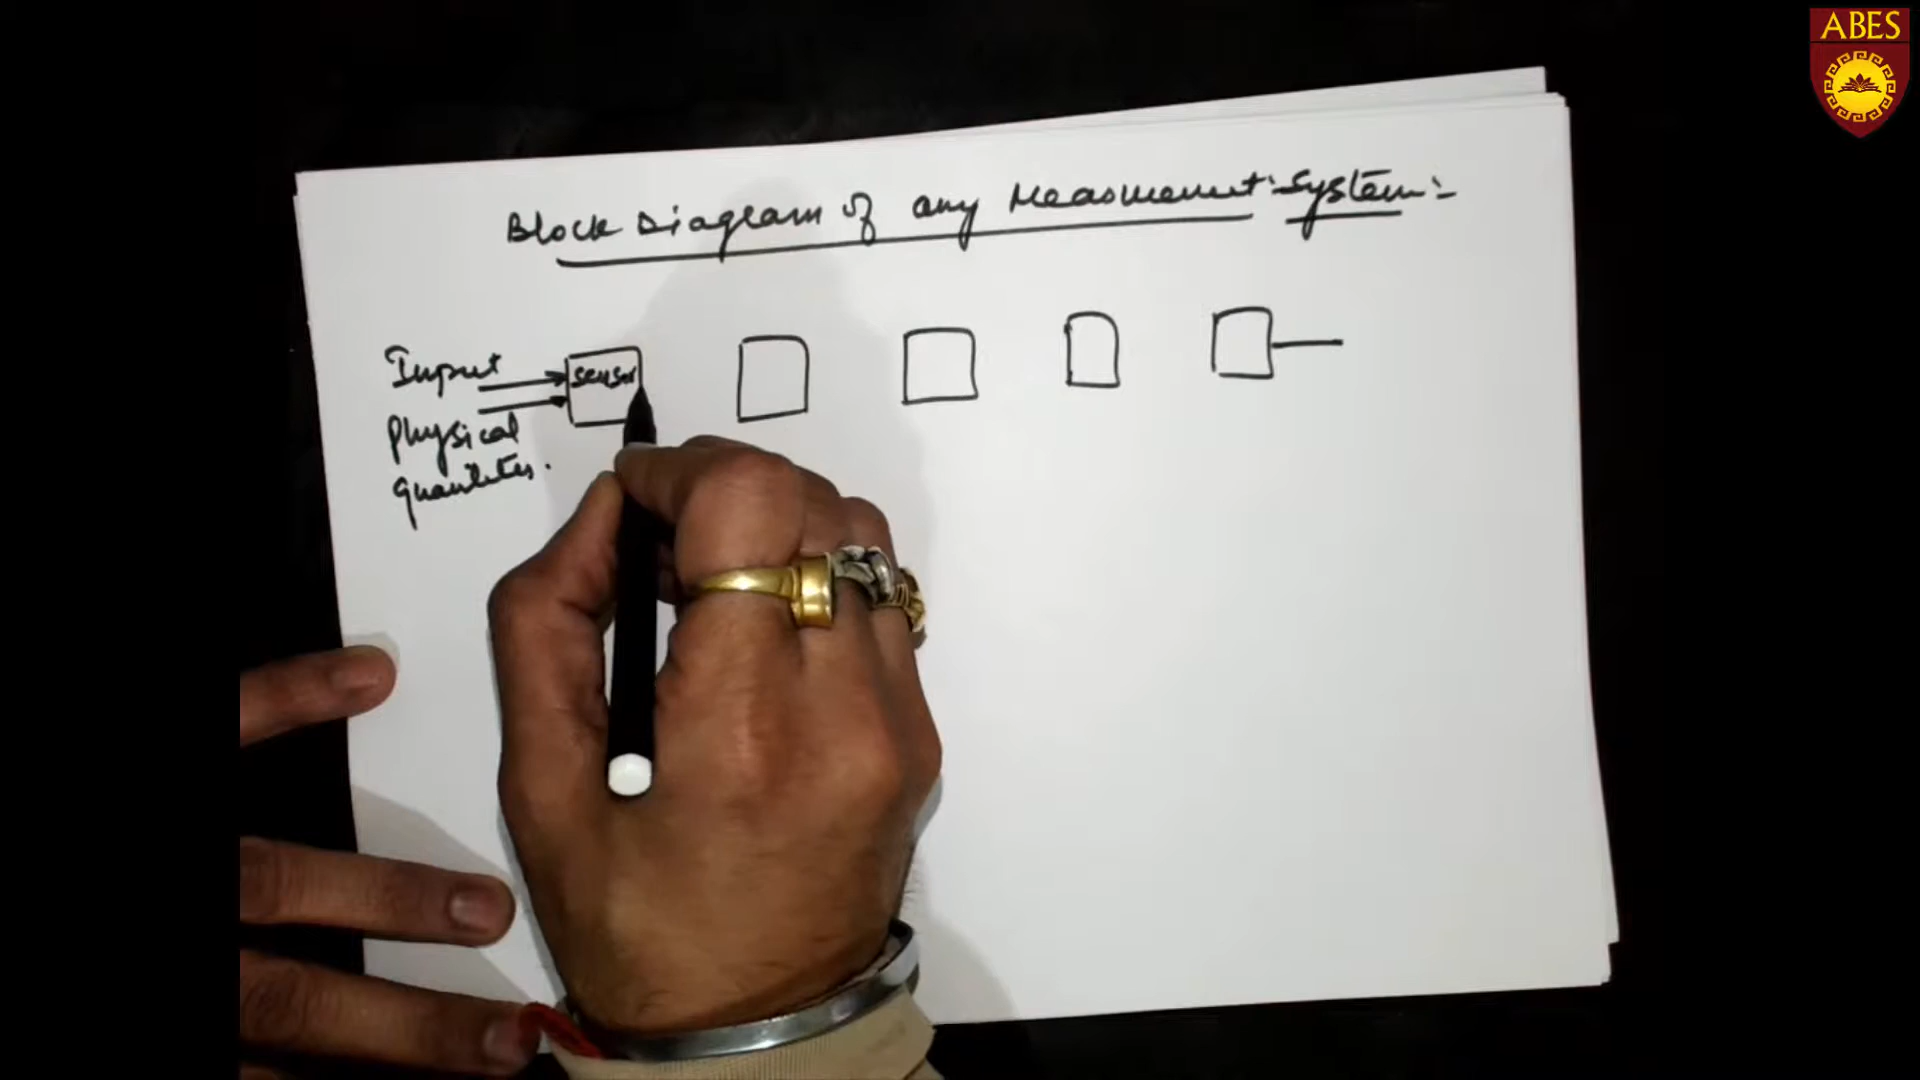 ABES
Block Diagram of any Measurement System:-
Input
sensor
Physical
quantities.